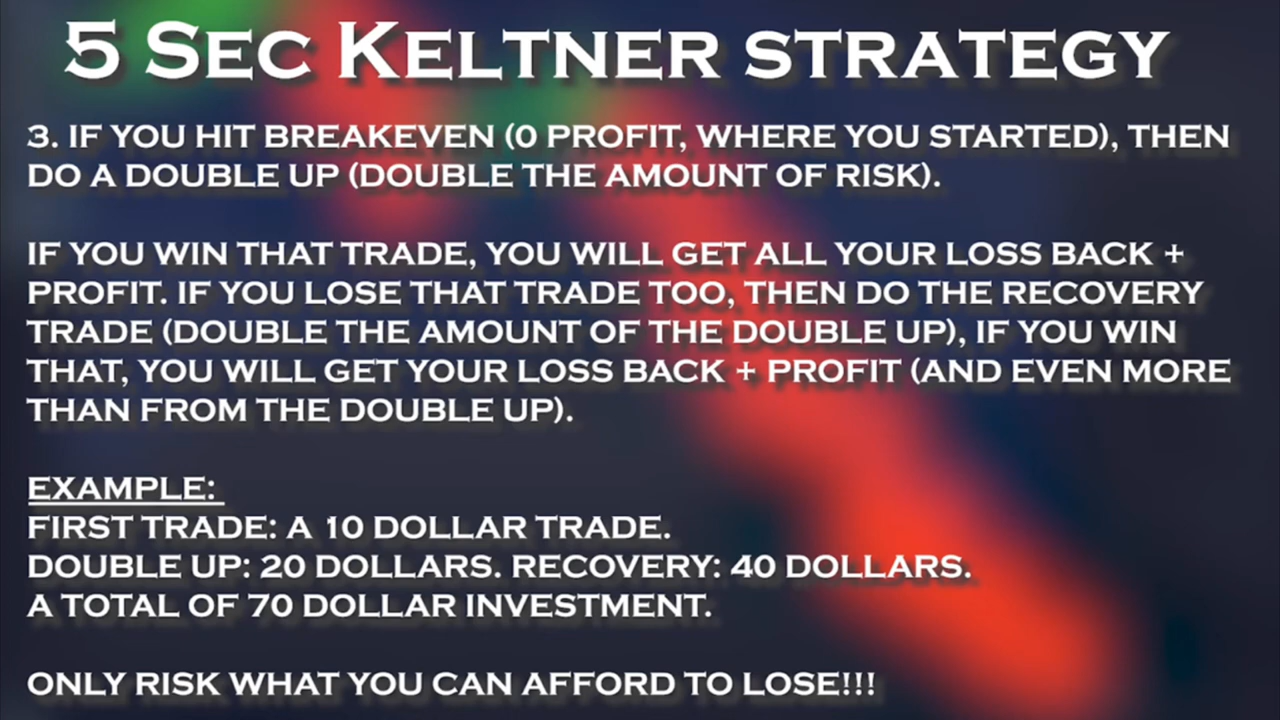 5 SEC KELTNER STRATEGY
3. IF YOU HIT BREAKEVEN (0 PROFIT, WHERE YOU STARTED), THEN
DO A DOUBLE UP (DOUBLE THE AMOUNT OF RISK).
IF YOU WIN THAT TRADE, YOU WILL GET ALL YOUR LOSS BACK +
PROFIT. IF YOU LOSE THAT TRADE TOO, THEN DO THE RECOVERY
TRADE (DOUBLE THE AMOUNT OF THE DOUBLE UP), IF YOU WIN
THAT, YOU WILL GET YOUR LOSS BACK + PROFIT (AND EVEN MORE
THAN FROM THE DOUBLE UP).
EXAMPLE:
FIRST TRADE: A 10 DOLLAR TRADE.
DOUBLE UP: 20 DOLLARS. RECOVERY: 40 DOLLARS.
A TOTAL OF 70 DOLLAR INVESTMENT.
ONLY RISK WHAT YOU CAN AFFORD TO LOSE!!!